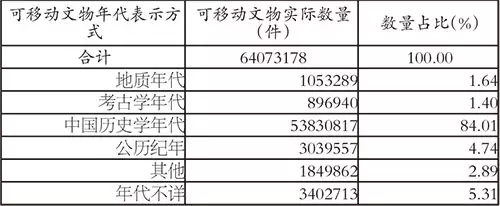 可移动文物年代表示方式 可移动文物实际数量(件) 数量占比(%)
合计 64073178 100.00
地质年代 1053289 1.64
考古学年代 896940 1.40
中国历史学年代 53830817 84.01
公历纪年 3039557 4.74
其他 1849862 2.89
年代不详 3402713 5.31